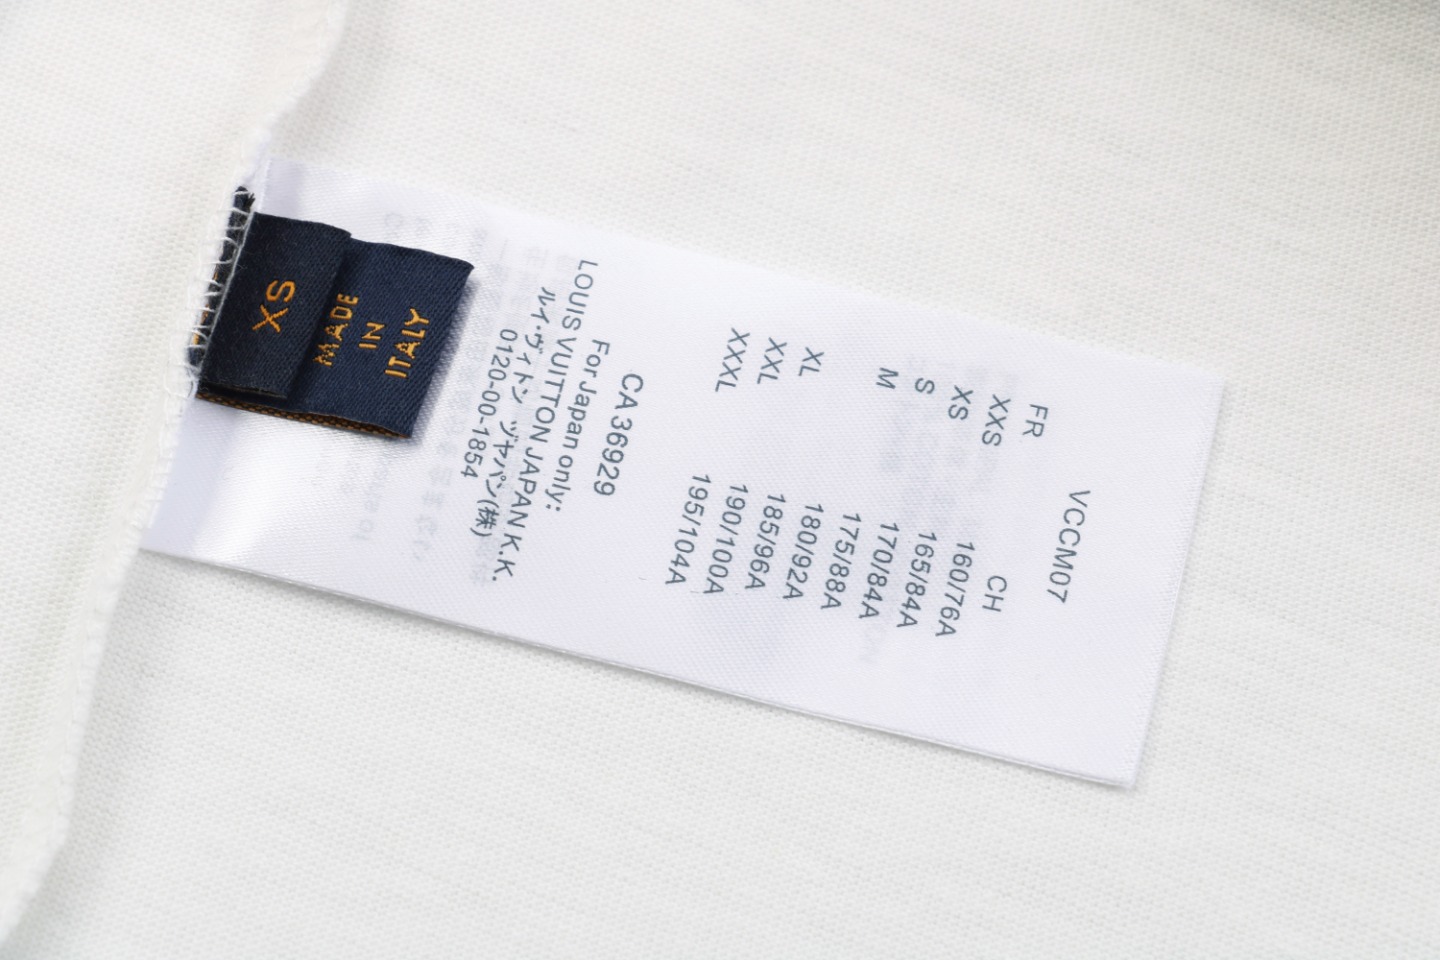 XS
MADE
IN
ITALY
VCCM07
FR CH
XXS 160/76A
XS 165/84A
S 170/84A
M 175/88A
180/92A
XL 185/96A
XXL 190/100A
XXXL 195/104A
CA 36929
For Japan only:
LOUIS VUITTON JAPAN K.K.
ルイ・ヴィトン ジャパン(株)
0120-00-1854